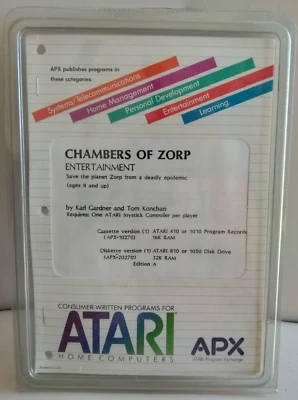 APX publishes programs in
these categories:
Systems/Telecommunications
Home Management
Personal Development
Entertainment
Learning
CHAMBERS OF ZORP
ENTERTAINMENT
Save the planet Zorp from a deadly epidemic
(ages 8 and up)
by Karl Gardner and Tom Konchan
Requires: One ATARI Joystick Controller per player
Cassette version (1) ATARI 410 or 1010 Program Recorder
(APX-10270) 16K RAM
Diskette version (1) ATARI 810 or 1050 Disk Drive
(APX-20270) 32K RAM
Edition A
CONSUMER-WRITTEN PROGRAMS FOR
ATARI
HOME COMPUTERS
APX
ATARI Program Exchange